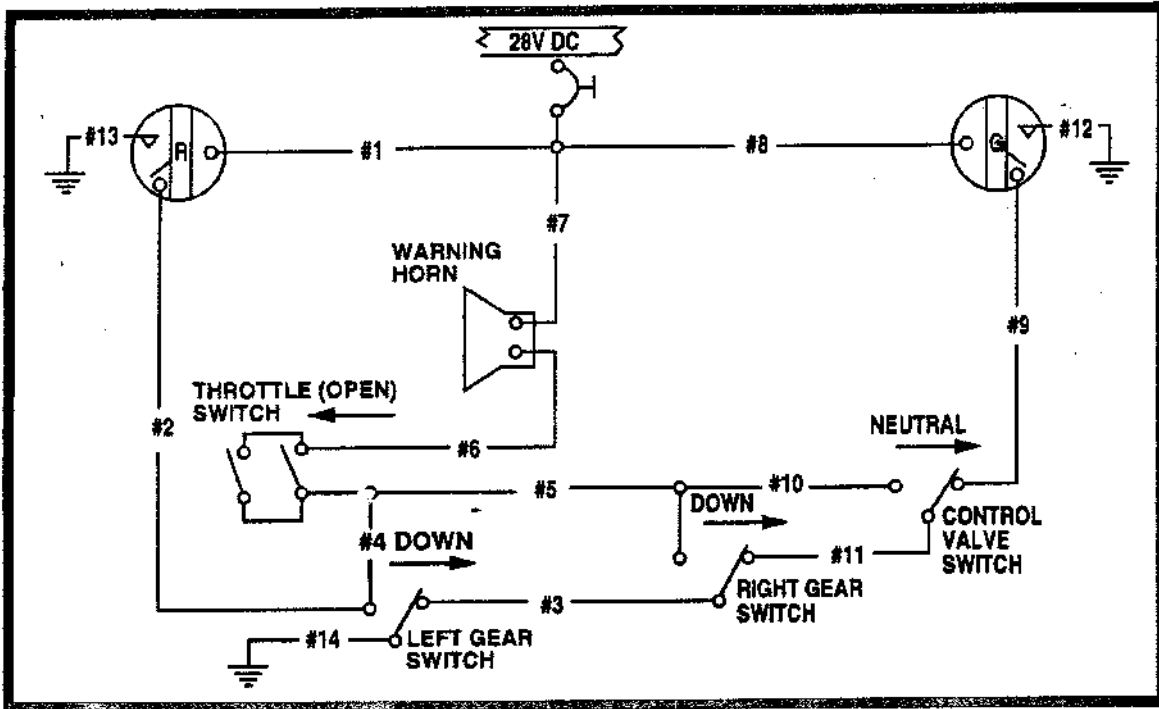 28V DC
#13
R
#1
#8
G
#12
#7
WARNING
HORN
#9
THROTTLE (OPEN)
SWITCH
#2
#6
NEUTRAL
#5
#10
DOWN
#4 DOWN
CONTROL
VALVE
SWITCH
#11
#3
RIGHT GEAR
SWITCH
#14
LEFT GEAR
SWITCH